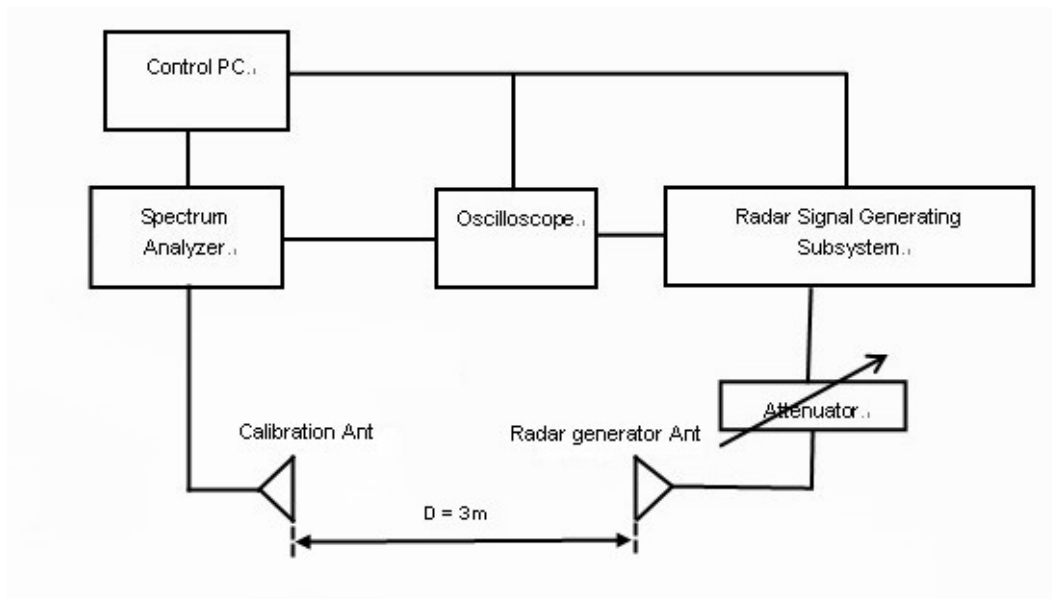 Control PC.
Spectrum
Analyzer.
Oscilloscope.
Radar Signal Generating
Subsystem.
Attenuator.
Calibration Ant
Radar generator Ant
D = 3m